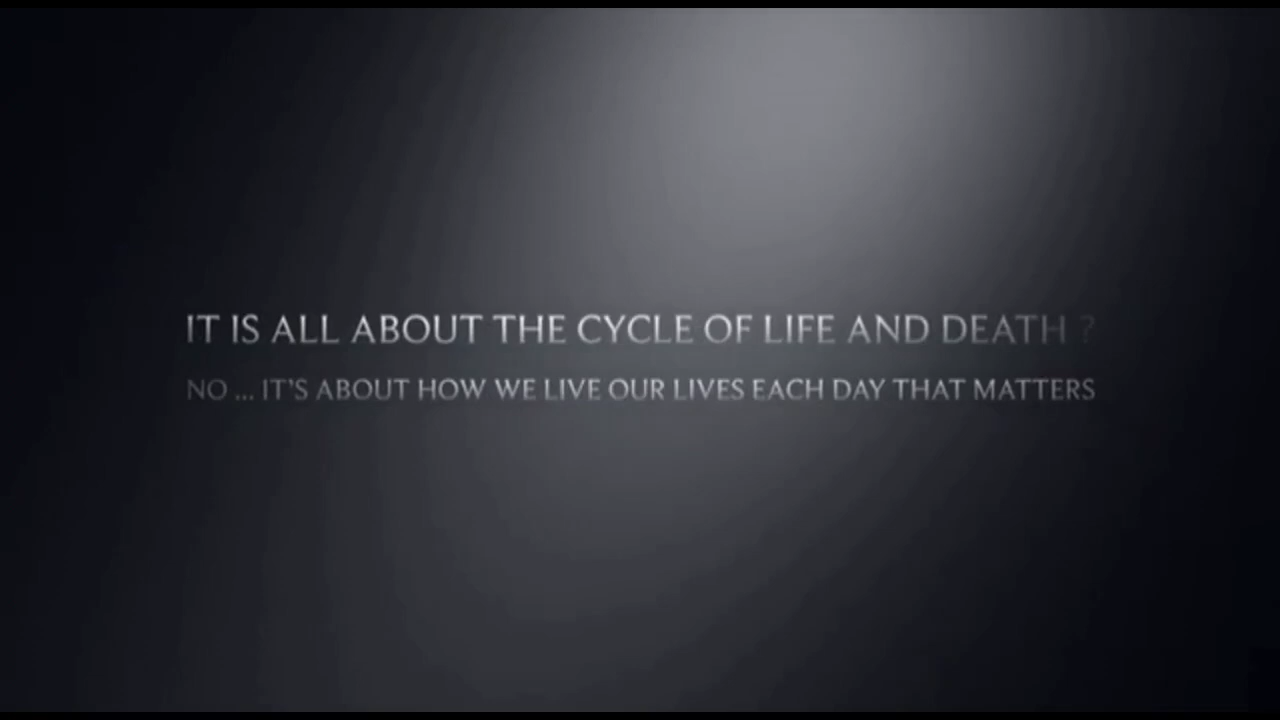 IT IS ALL ABOUT THE CYCLE OF LIFE AND DEATH ?
NO ... IT'S ABOUT HOW WE LIVE OUR LIVES EACH DAY THAT MATTERS